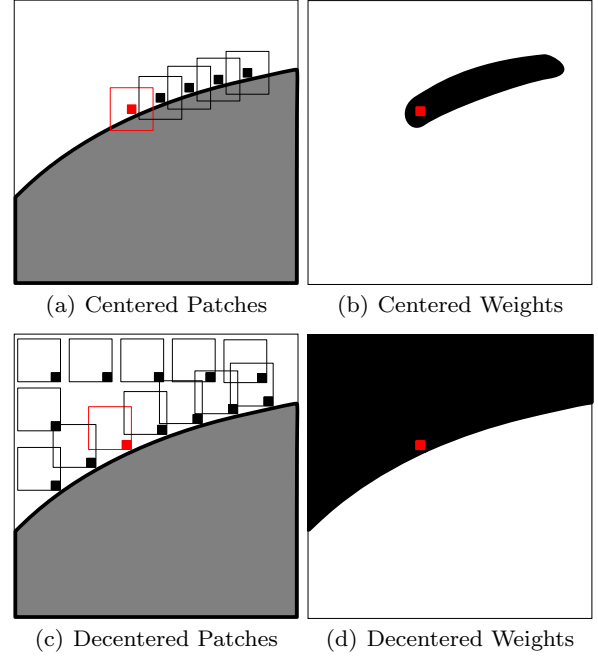 (a) Centered Patches
(b) Centered Weights
(c) Decentered Patches
(d) Decentered Weights